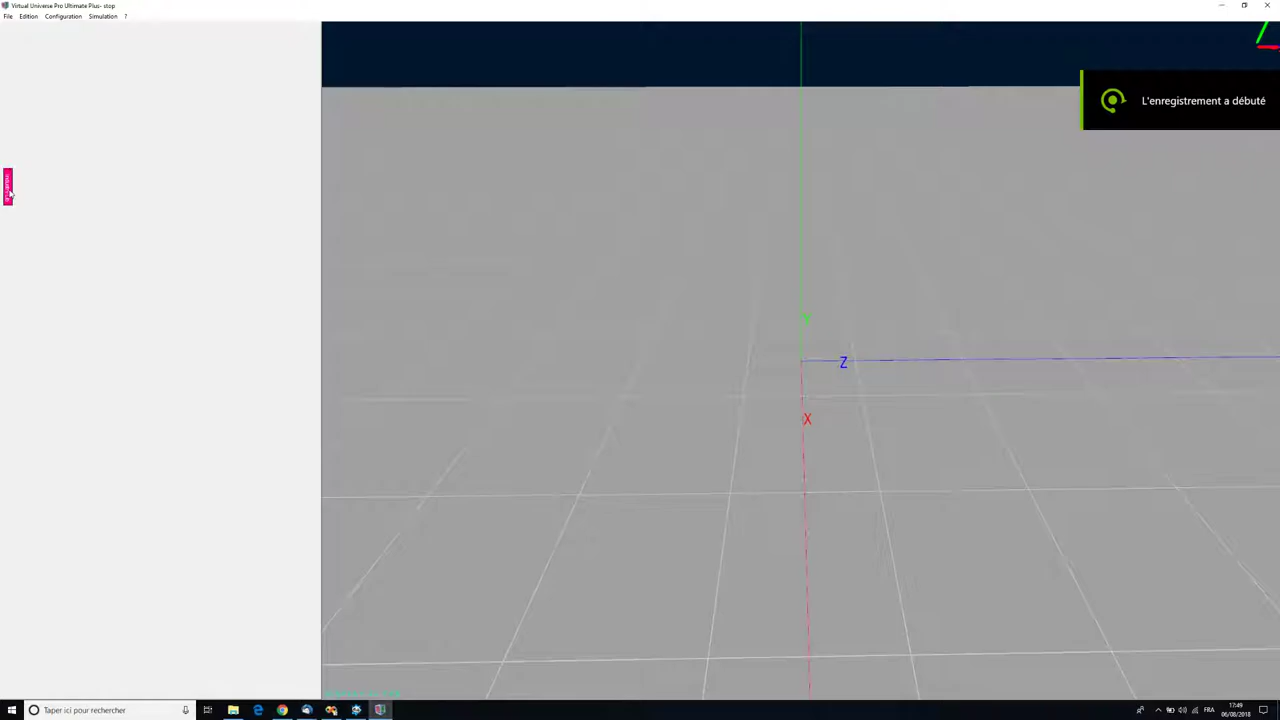 Virtual Universe Pro Ultimate Plus- stop
File Edition Configuration Simulation ?
L'enregistrement a débuté
Y
Z
X
Taper ici pour rechercher
FRA
17:49
06/08/2018